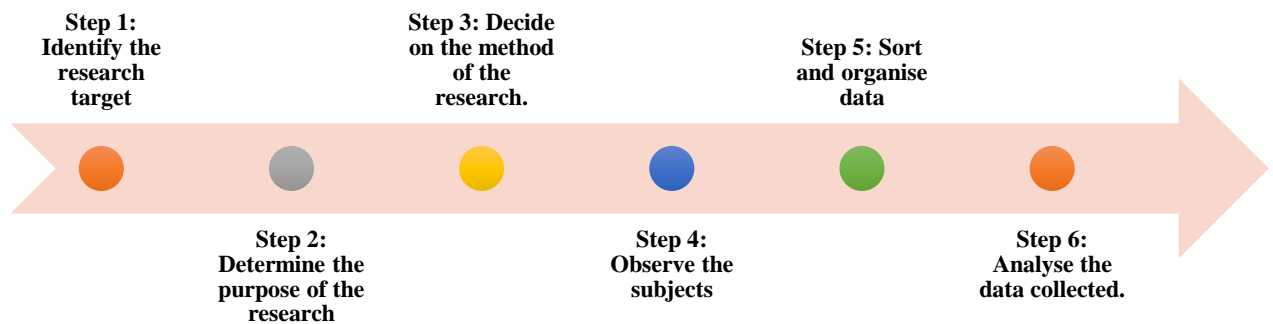 Step 1:
Identify the
research
target
Step 2:
Determine the
purpose of the
research
Step 3: Decide
on the method
of the
research.
Step 4:
Observe the
subjects
Step 5: Sort
and organise
data
Step 6:
Analyse the
data collected.